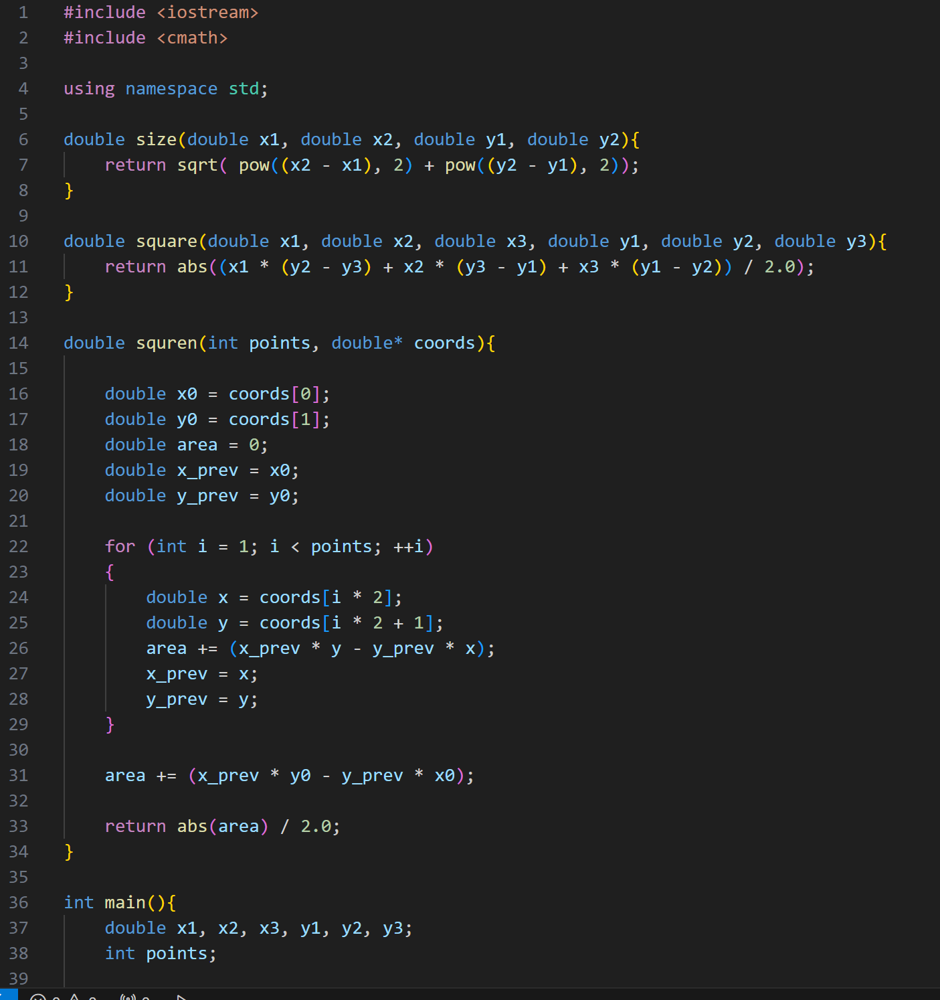 1 #include <iostream>
2 #include <cmath>
3
4 using namespace std;
5
6 double size(double x1, double x2, double y1, double y2){
7     return sqrt( pow((x2 - x1), 2) + pow((y2 - y1), 2));
8 }
9
10 double square(double x1, double x2, double x3, double y1, double y2, double y3){
11     return abs((x1 * (y2 - y3) + x2 * (y3 - y1) + x3 * (y1 - y2)) / 2.0);
12 }
13
14 double squren(int points, double* coords){
15
16     double x0 = coords[0];
17     double y0 = coords[1];
18     double area = 0;
19     double x_prev = x0;
20     double y_prev = y0;
21
22     for (int i = 1; i < points; ++i)
23     {
24         double x = coords[i * 2];
25         double y = coords[i * 2 + 1];
26         area += (x_prev * y - y_prev * x);
27         x_prev = x;
28         y_prev = y;
29     }
30
31     area += (x_prev * y0 - y_prev * x0);
32
33     return abs(area) / 2.0;
34 }
35
36 int main(){
37     double x1, x2, x3, y1, y2, y3;
38     int points;
39